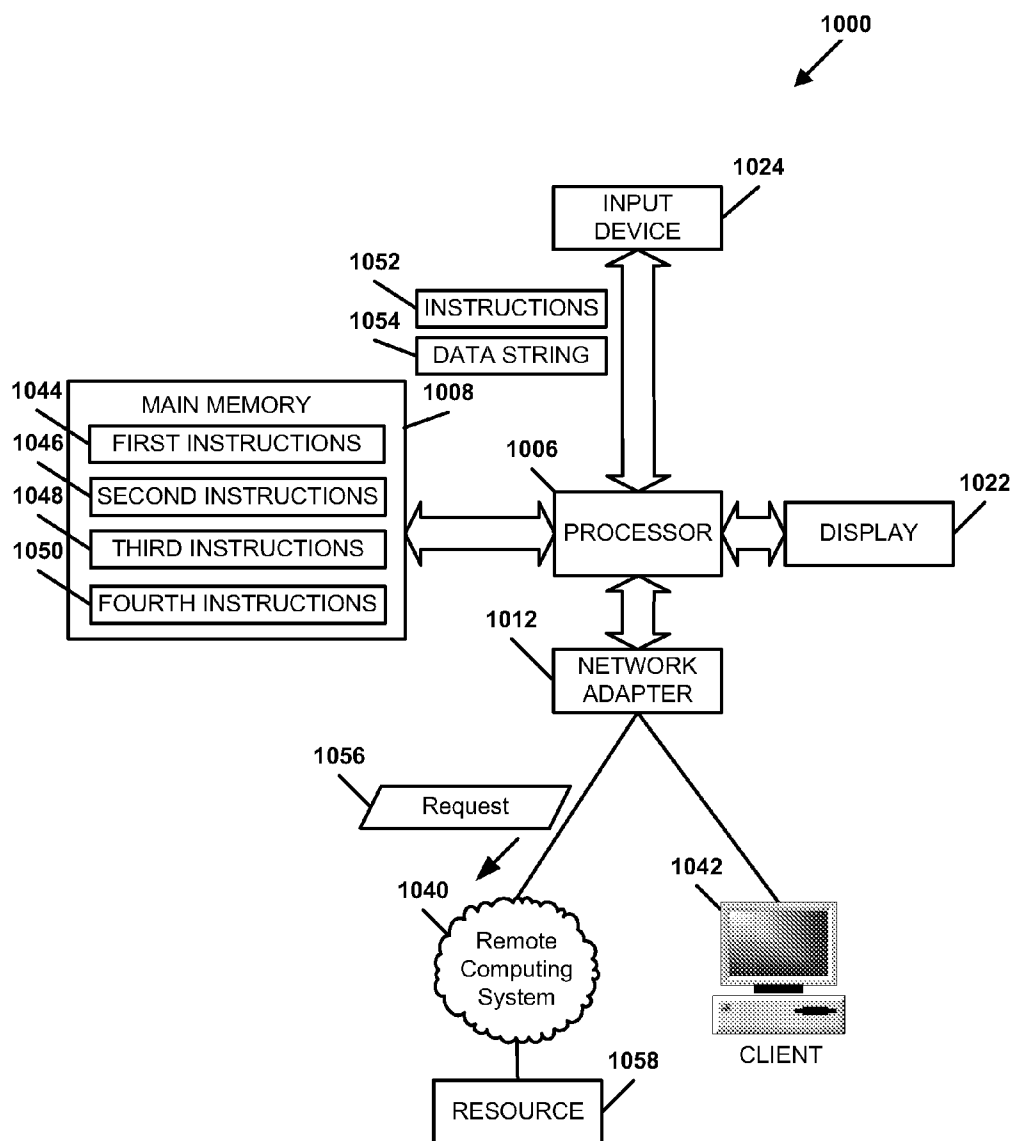 1000
1024
INPUT
DEVICE
1052
INSTRUCTIONS
1054
DATA STRING
1044
MAIN MEMORY
1008
FIRST INSTRUCTIONS
1046
SECOND INSTRUCTIONS
1048
THIRD INSTRUCTIONS
1050
FOURTH INSTRUCTIONS
1006
PROCESSOR
1022
DISPLAY
1012
NETWORK
ADAPTER
1056
Request
1040
Remote
Computing
System
1042
CLIENT
1058
RESOURCE